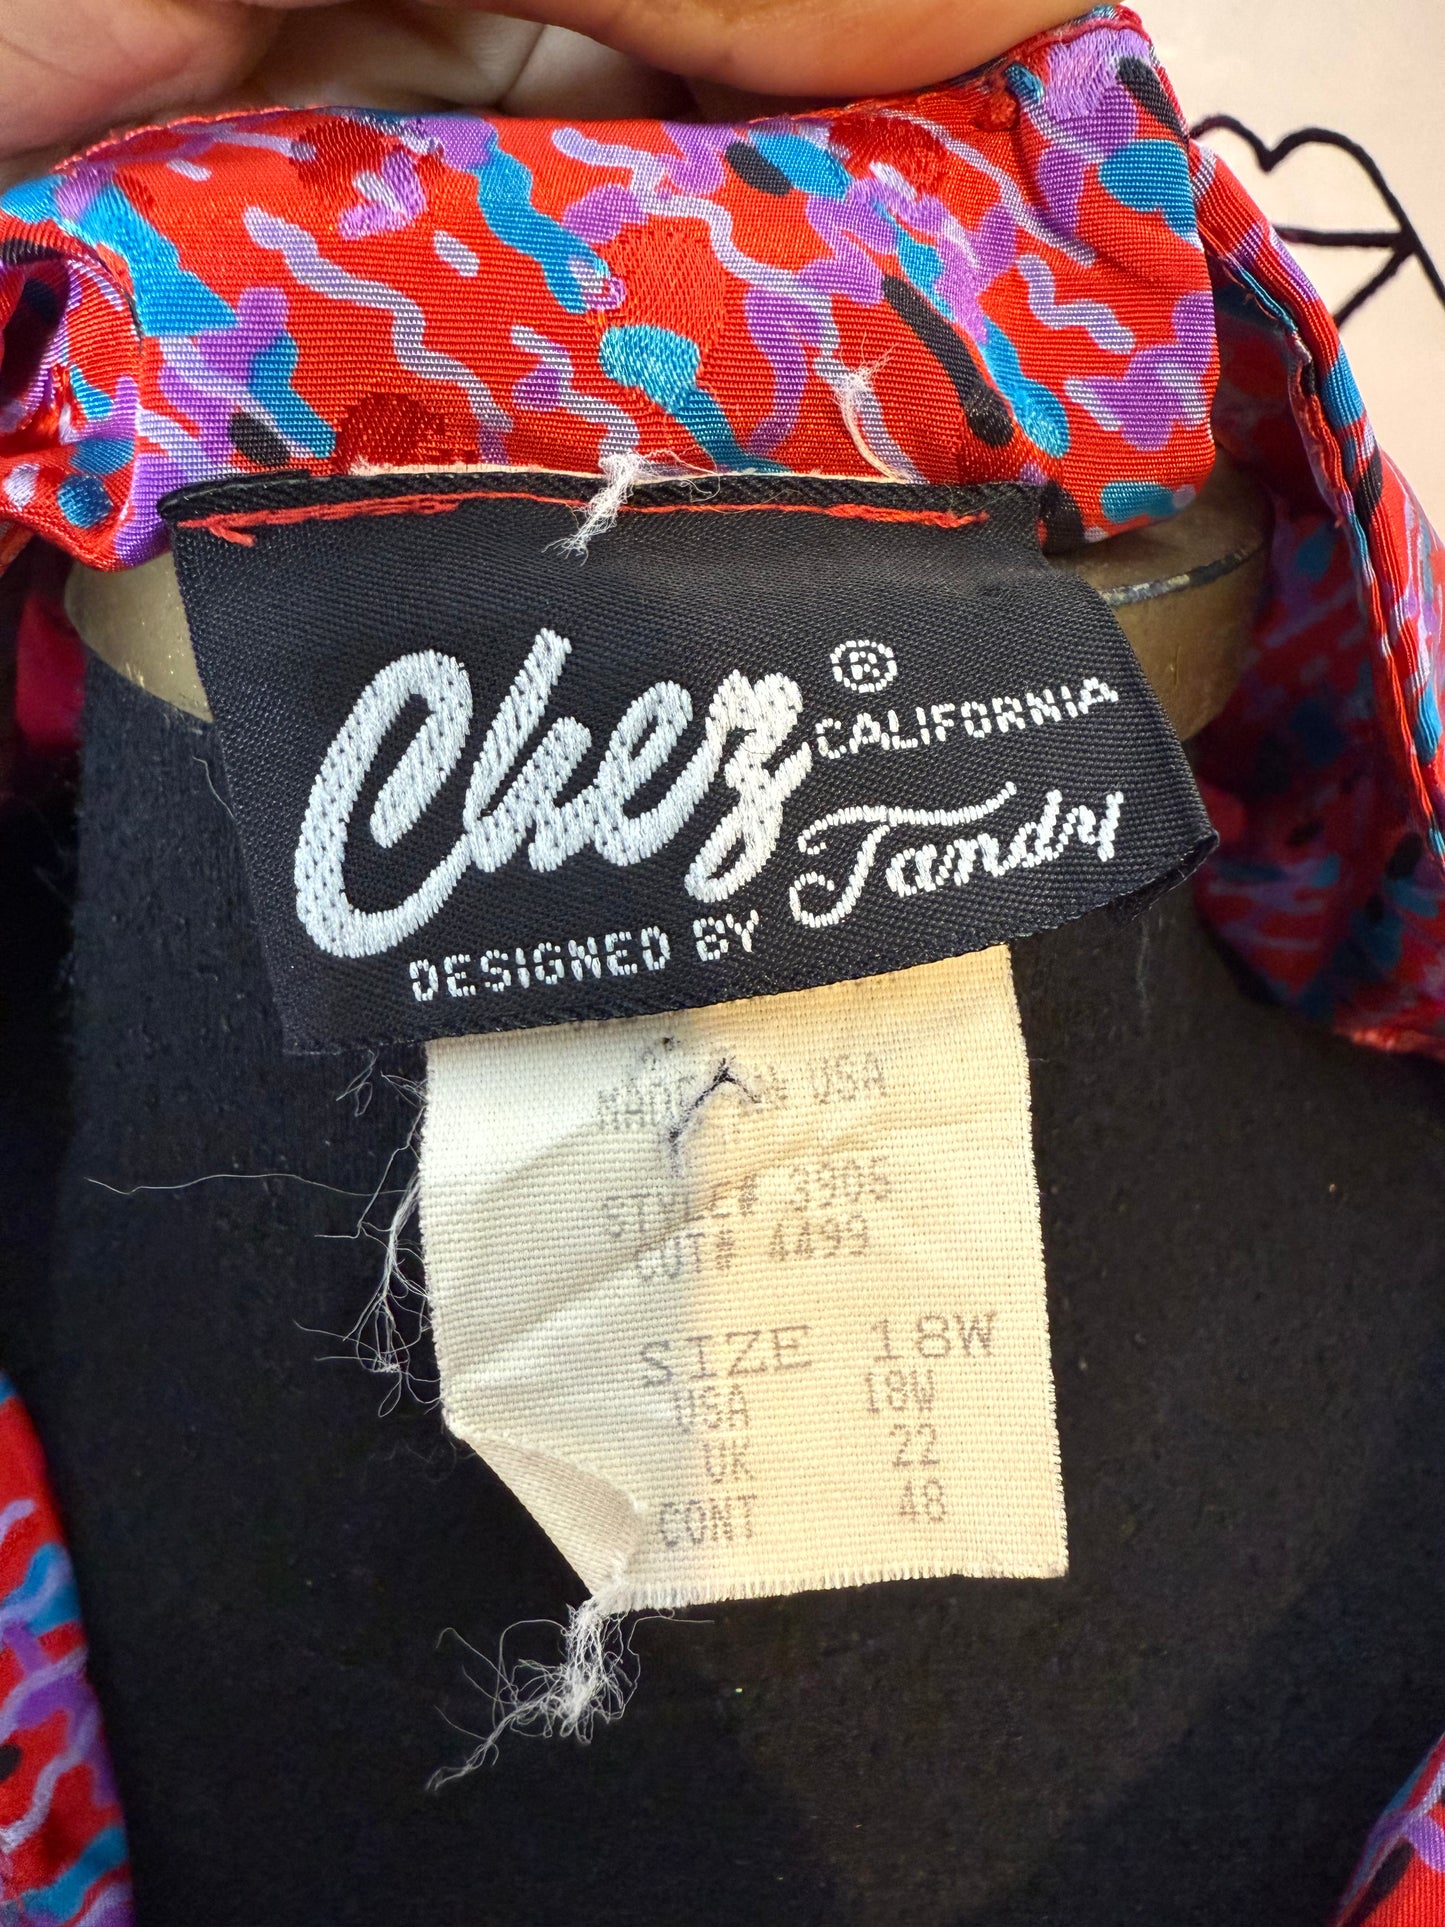 Chez ®
CALIFORNIA
DESIGNED BY Tandy
MADE IN USA
STYLE# 3905
CUT# 4499
SIZE 18W
USA 18W
UK 22
CONT 48